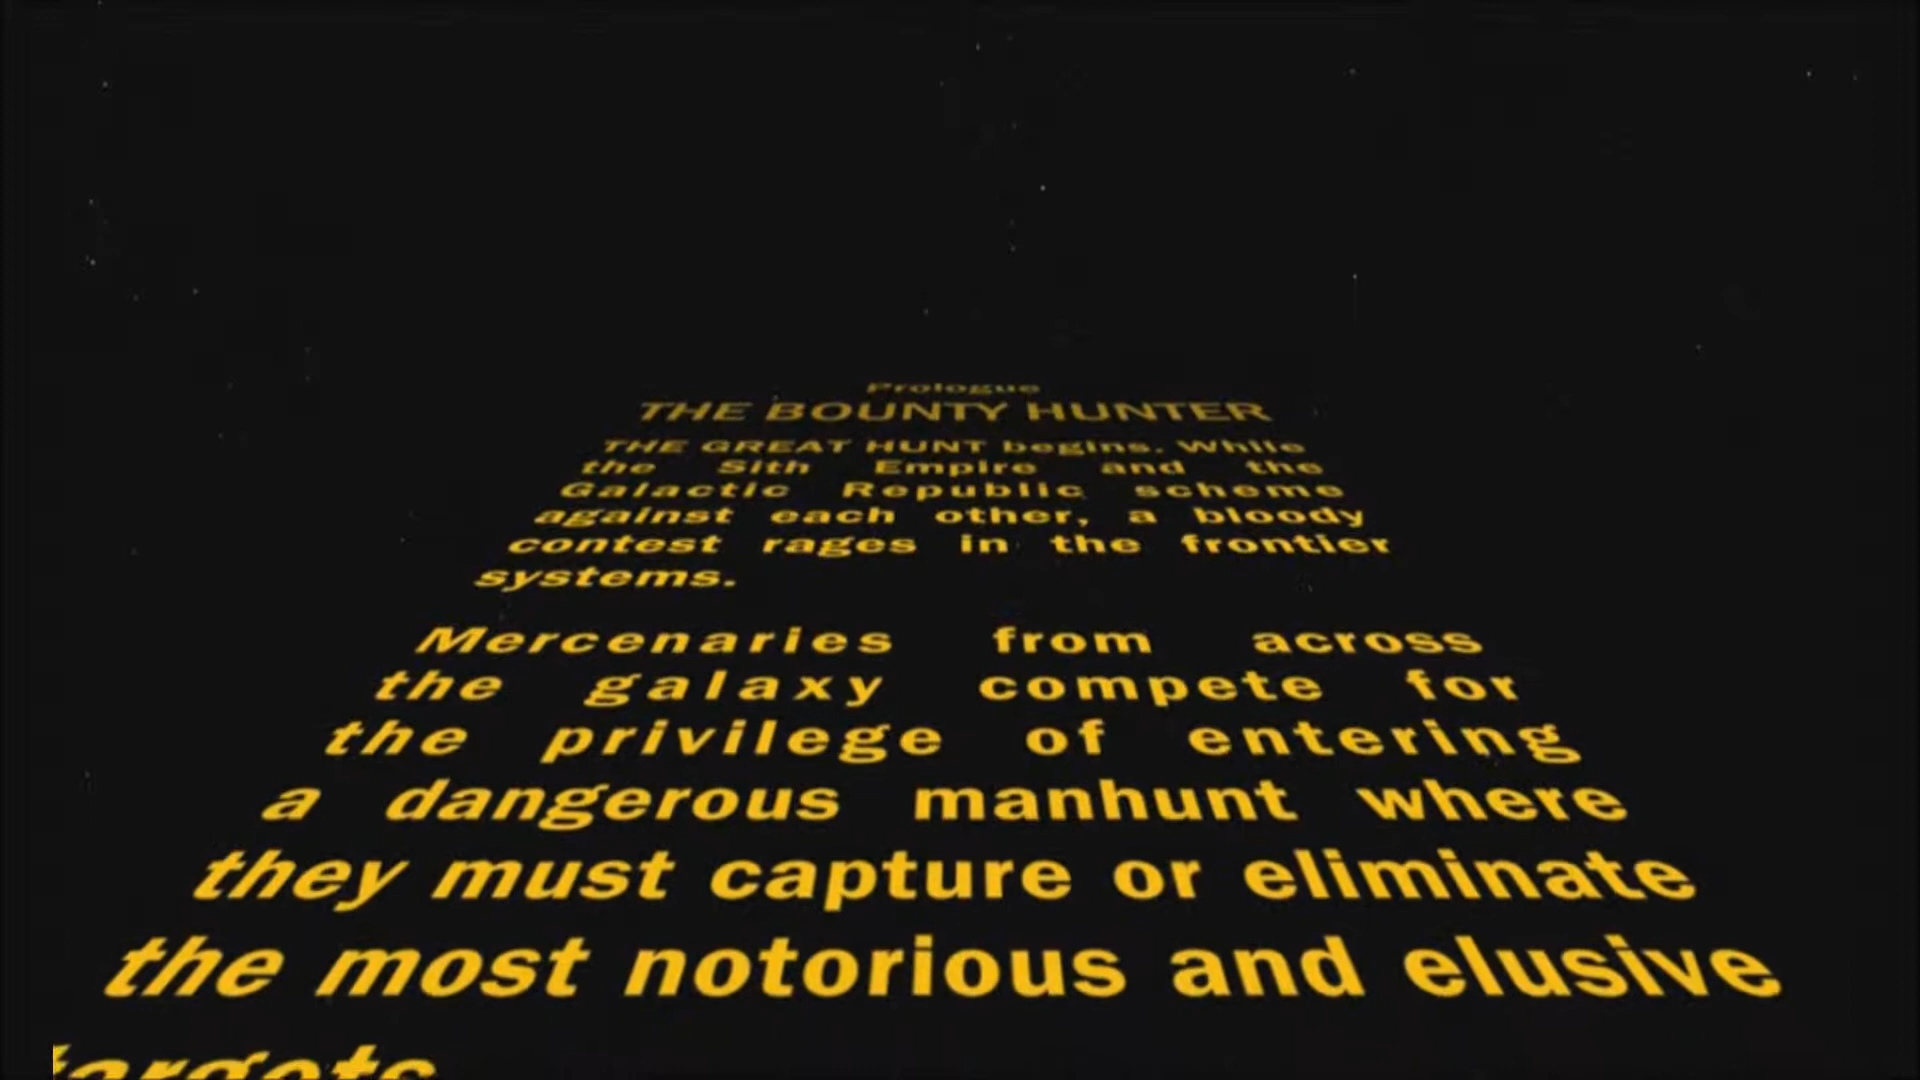 Prologue
THE BOUNTY HUNTER
THE GREAT HUNT begins. While
the Sith Empire and the
Galactic Republic scheme
against each other, a bloody
contest rages in the frontier
systems.
Mercenaries from across
the galaxy compete for
the privilege of entering
a dangerous manhunt where
they must capture or eliminate
the most notorious and elusive
targets